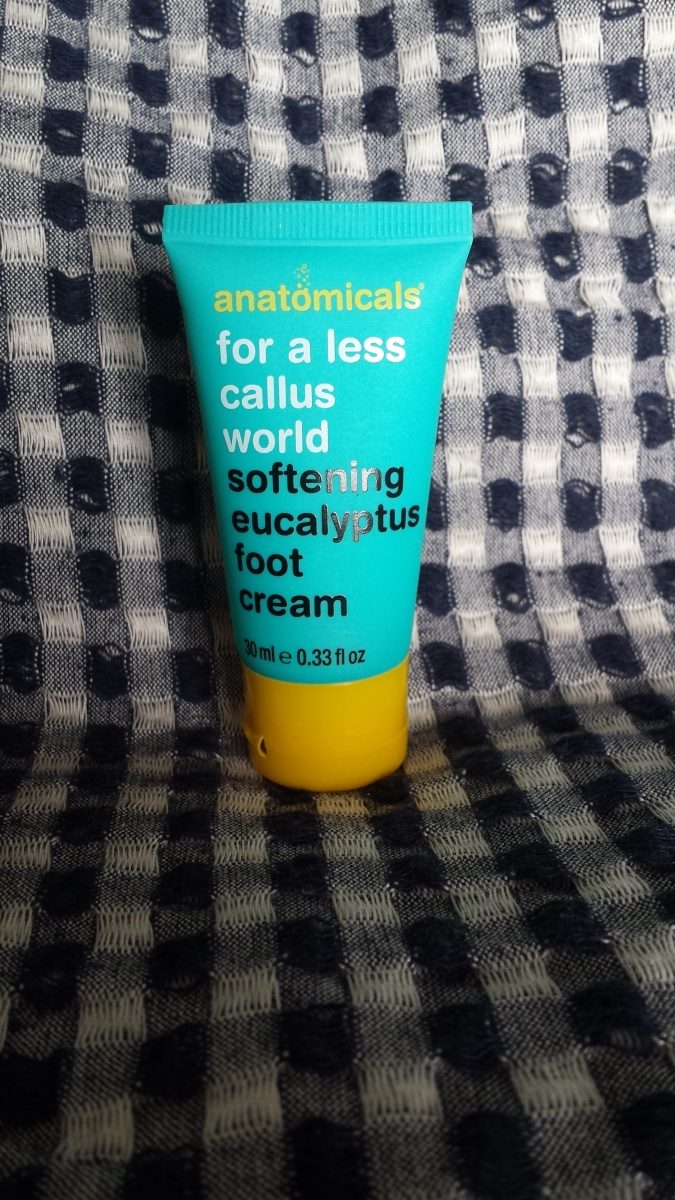 anatomicals®
for a less
callus
world
softening
eucalyptus
foot
cream
30 ml e 0.33 fl oz